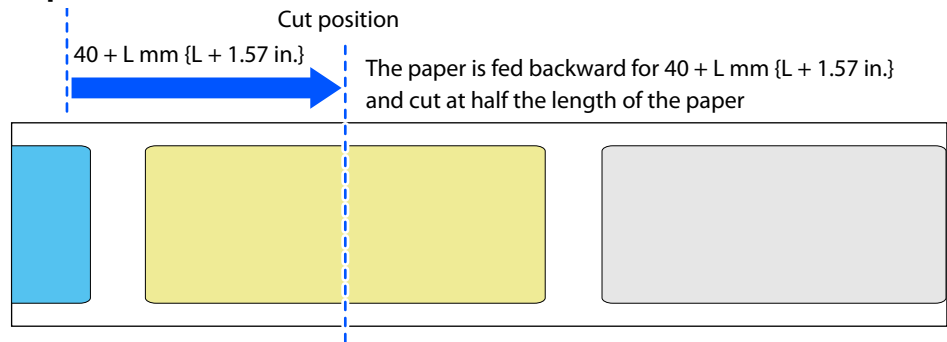 Cut position
40 + L mm {L + 1.57 in.}
The paper is fed backward for 40 + L mm {L + 1.57 in.}
and cut at half the length of the paper